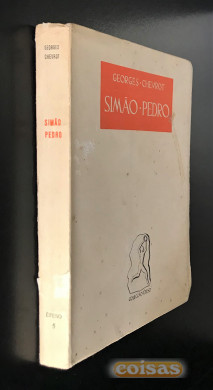 GEORGES
CHEVROT
SIMÃO
PEDRO
GEORGES-CHEVROT
SIMÃO-PEDRO
coisas